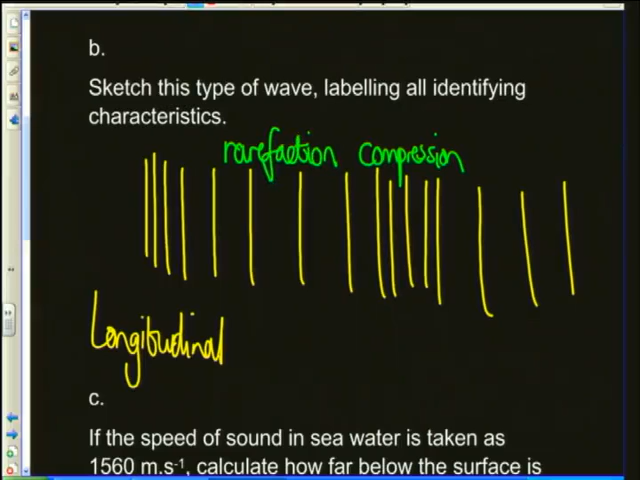 b.
Sketch this type of wave, labelling all identifying
characteristics.
rarefaction compression
Longitudinal
c.
If the speed of sound in sea water is taken as
1560 m.s⁻¹, calculate how far below the surface is